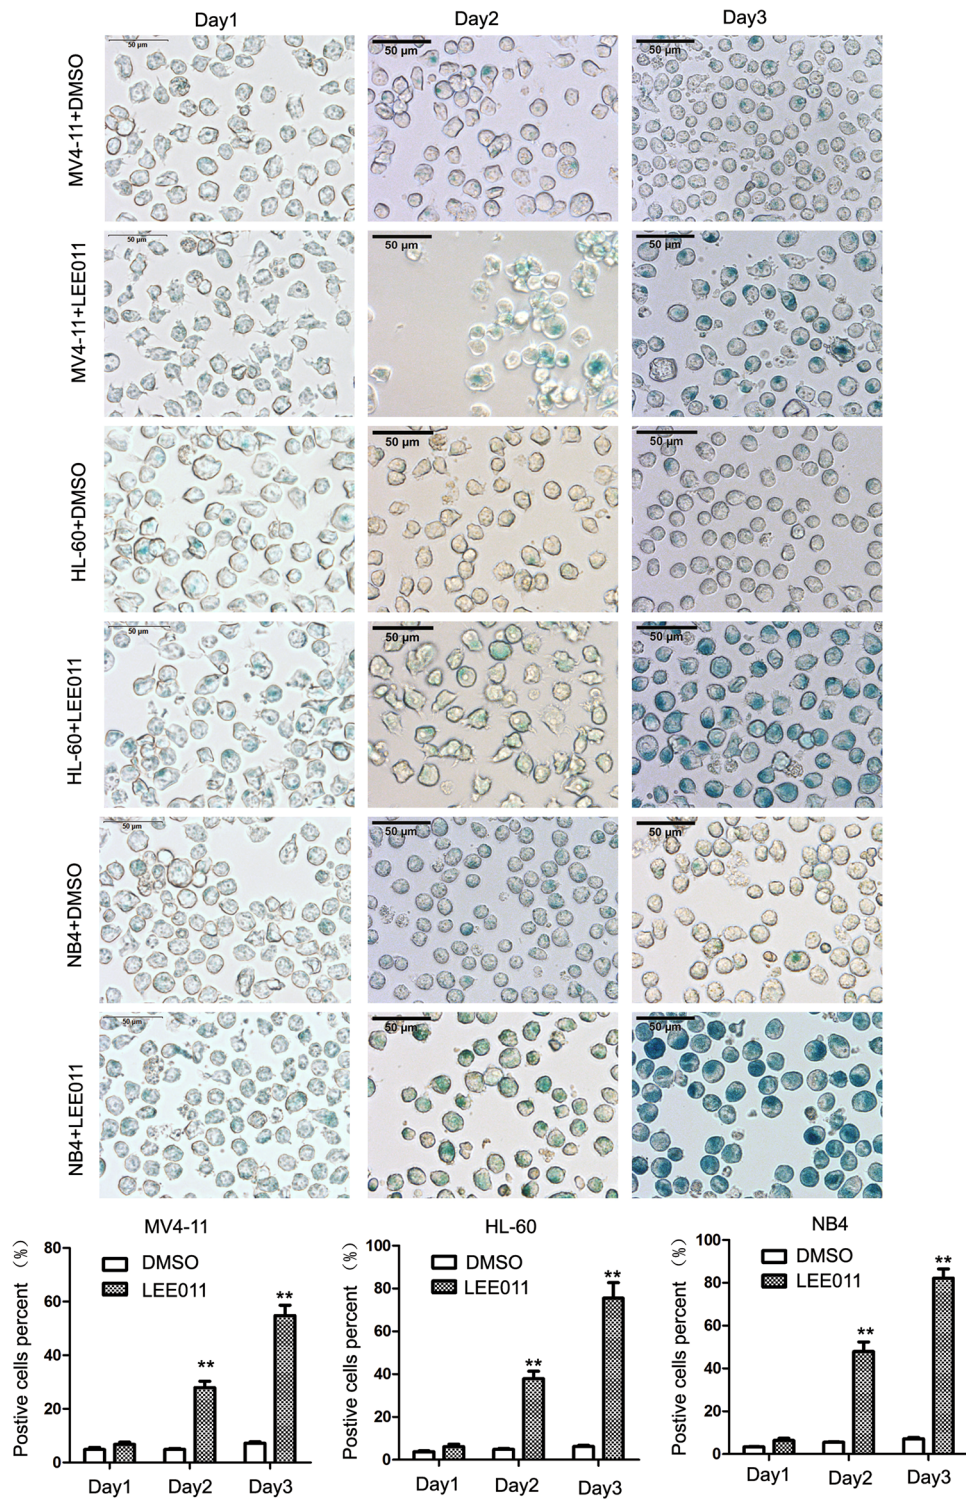 Day1 Day2 Day3
MV4-11+DMSO
50 µm 50 µm 50 µm
MV4-11+LEE011
50 µm 50 µm 50 µm
HL-60+DMSO
50 µm 50 µm 50 µm
HL-60+LEE011
50 µm 50 µm 50 µm
NB4+DMSO
50 µm 50 µm 50 µm
NB4+LEE011
50 µm 50 µm 50 µm
MV4-11
Postive cells percent（%）
80
60
40
20
0
DMSO
LEE011
**
**
Day1 Day2 Day3
HL-60
Postive cells percent（%）
100
80
60
40
20
0
DMSO
LEE011
**
**
Day1 Day2 Day3
NB4
Postive cells percent（%）
100
80
60
40
20
0
DMSO
LEE011
**
**
Day1 Day2 Day3